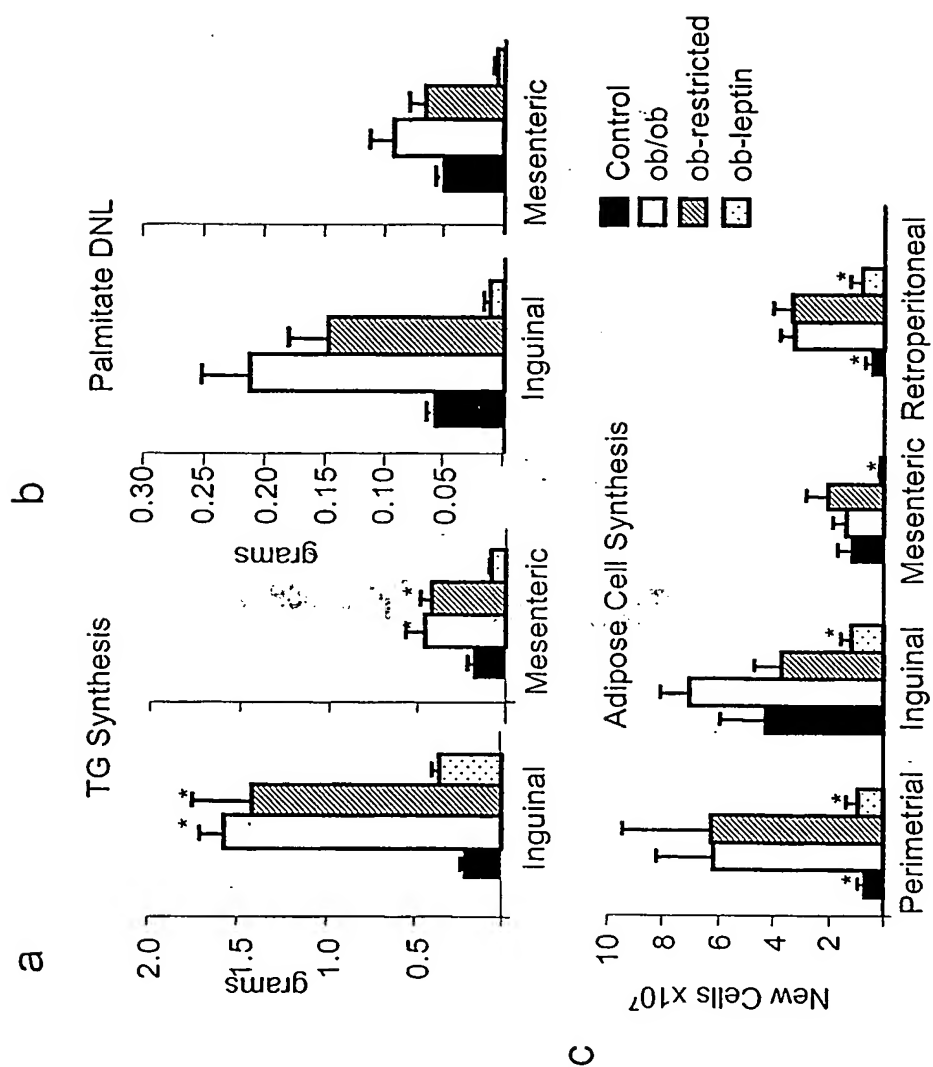 a
TG Synthesis
grams
2.0
1.5
1.0
0.5
Inguinal
Mesenteric
*
*
*
*
b
Palmitate DNL
grams
0.30
0.25
0.20
0.15
0.10
0.05
Inguinal
Mesenteric
c
Adipose Cell Synthesis
New Cells x10⁷
10
8
6
4
2
Perimetrial
Inguinal
Mesenteric
Retroperitoneal
*
*
*
*
*
*
Control
ob/ob
ob-restricted
ob-leptin